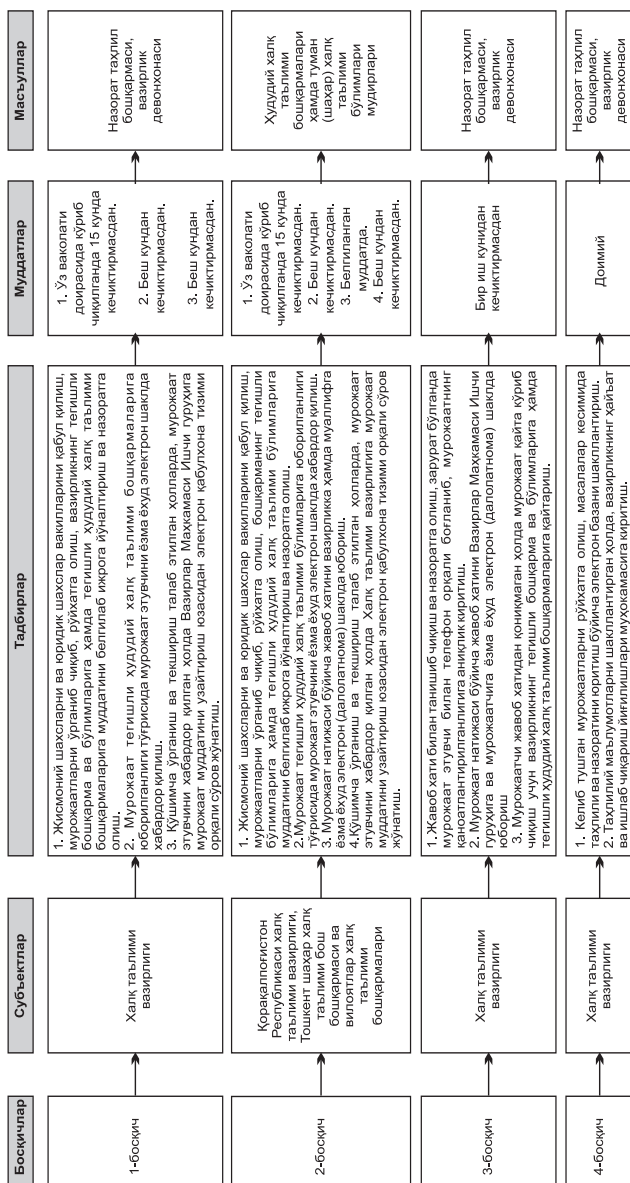 Босқичлар
Субъектлар
Тадбирлар
Муддатлар
Масъуллар
1-босқич
Халқ таълими
вазирлиги
1. Жисмоний шахсларни ва юридик шахслар вакилларини қабул қилиш,
мурожаатларни ўрганиб чиқиб, рўйхатга олиш, вазирликнинг тегишли
бошқарма ва бўлимларига ҳамда тегишли ҳудудий халқ таълими
бошқармаларига муддатини белгилаб ижрога йўналтириш ва назоратга
олиш.
2. Мурожаат тегишли ҳудудий халқ таълими бошқармаларига
юборилганлиги тўғрисида мурожаат этувчини ёзма ёхуд электрон шаклда
хабардор қилиш.
3. Қўшимча ўрганиш ва текшириш талаб этилган ҳолларда, мурожаат
этувчини хабардор қилган ҳолда Вазирлар Маҳкамаси Ишчи гуруҳига
мурожаат муддатини узайтириш юзасидан электрон қабулхона тизими
орқали сўров жўнатиш.
1. Ўз ваколати
доирасида кўриб
чиқилганда 15 кунда
кечиктирмасдан.
2. Беш кундан
кечиктирмасдан.
3. Беш кундан
кечиктирмасдан.
Назорат таҳлил
бошқармаси,
вазирлик
девонхонаси
2-босқич
Қорақалпоғистон
Республикаси халқ
таълими вазирлиги,
Тошкент шаҳар халқ
таълими бош
бошқармаси ва
вилоятлар халқ
таълими
бошқармалари
1. Жисмоний шахсларни ва юридик шахслар вакилларини қабул қилиш,
мурожаатларни ўрганиб чиқиб, рўйхатга олиш, бошқарманинг тегишли
бўлимларига ҳамда тегишли ҳудудий халқ таълими бўлимларига
муддатини белгилаб ижрога йўналтириш ва назоратга олиш.
2.Мурожаат тегишли ҳудудий халқ таълими бўлимларига юборилганлиги
тўғрисида мурожаат этувчини ёзма ёхуд электрон шаклда хабардор қилиш.
3. Мурожаат натижаси бўйича жавоб хатини вазирликка ҳамда муаллифга
ёзма ёхуд электрон (далолатнома) шаклда юбориш.
4.Қўшимча ўрганиш ва текшириш талаб этилган ҳолларда, мурожаат
этувчини хабардор қилган ҳолда Халқ таълими вазирлигига мурожаат
муддатини узайтириш юзасидан электрон қабулхона тизими орқали сўров
жўнатиш.
1. Ўз ваколати
доирасида кўриб
чиқилганда 15 кунда
кечиктирмасдан.
2. Беш кундан
кечиктирмасдан.
3. Белгиланган
муддатда.
4. Беш кундан
кечиктирмасдан.
Ҳудудий халқ
таълими
бошқармалари
ҳамда туман
(шаҳар) халқ
таълими
бўлимлари
мудирлари
3-босқич
Халқ таълими
вазирлиги
1.Жавоб хати билан танишиб чиқиш ва назоратга олиш, зарурат бўлганда
мурожаат этувчи билан телефон орқали боғланиб, мурожаатнинг
қаноатлантирилганлигига аниқлик киритиш.
2. Мурожаат натижаси бўйича жавоб хатини Вазирлар Маҳкамаси Ишчи
гуруҳига ва мурожаатчига ёзма ёхуд электрон (далолатнома) шаклда
юбориш
3. Мурожаатчи жавоб хатидан қониқмаган ҳолда мурожаат қайта кўриб
чиқиш учун вазирликнинг тегишли бошқарма ва бўлимларига ҳамда
тегишли ҳудудий халқ таълими бошқармаларига қайтариш.
Бир иш кунидан
кечиктирмасдан
Назорат таҳлил
бошқармаси,
вазирлик
девонхонаси
4-босқич
Халқ таълими
вазирлиги
1. Келиб тушган мурожаатларни рўйхатга олиш, масалалар кесимида
таҳлили ва назоратини юритиш бўйича электрон базани шакллантириш.
2. Таҳлилий маълумотларни шакллантирган ҳолда, вазирликнинг ҳайъат
ва ишлаб чиқариш йиғилишлари муҳокамасига киритиш.
Доимий
Назорат таҳлил
бошқармаси,
вазирлик
девонхонаси